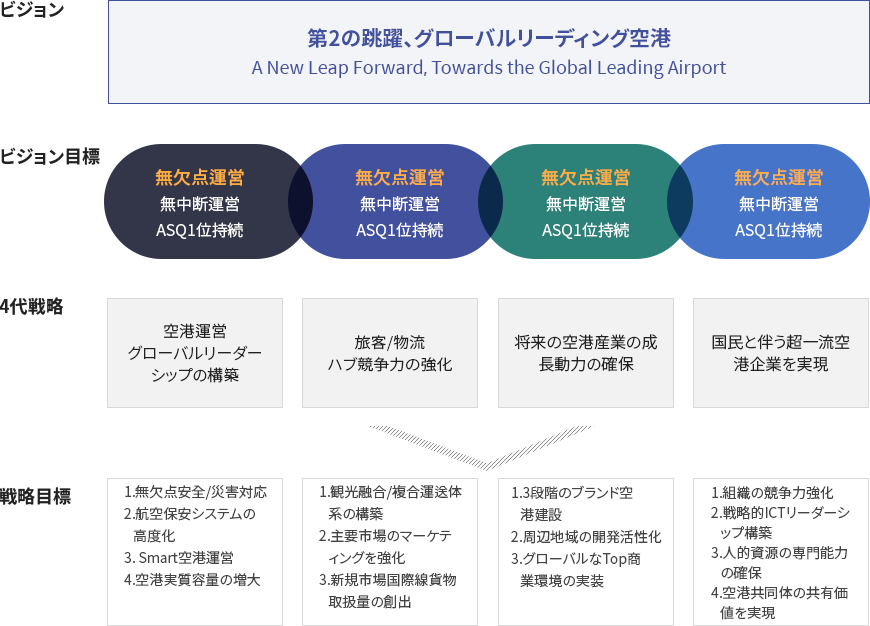 ビジョン
第2の跳躍、グローバルリーディング空港
A New Leap Forward, Towards the Global Leading Airport
ビジョン目標
無欠点運営
無中断運営
ASQ1位持続
無欠点運営
無中断運営
ASQ1位持続
無欠点運営
無中断運営
ASQ1位持続
無欠点運営
無中断運営
ASQ1位持続
4代戦略
空港運営
グローバルリーダー
シップの構築
旅客/物流
ハブ競争力の強化
将来の空港産業の成
長動力の確保
国民と伴う超一流空
港企業を実現
戦略目標
1.無欠点安全/災害対応
2.航空保安システムの
高度化
3. Smart空港運営
4.空港実質容量の増大
1.観光融合/複合運送体
系の構築
2.主要市場のマーケテ
ィングを強化
3.新規市場国際線貨物
取扱量の創出
1.3段階のブランド空
港建設
2.周辺地域の開発活性化
3.グローバルなTop商
業環境の実装
1.組織の競争力強化
2.戦略的ICTリーダーシ
ップ構築
3.人的資源の専門能力
の確保
4.空港共同体の共有価
値を実現